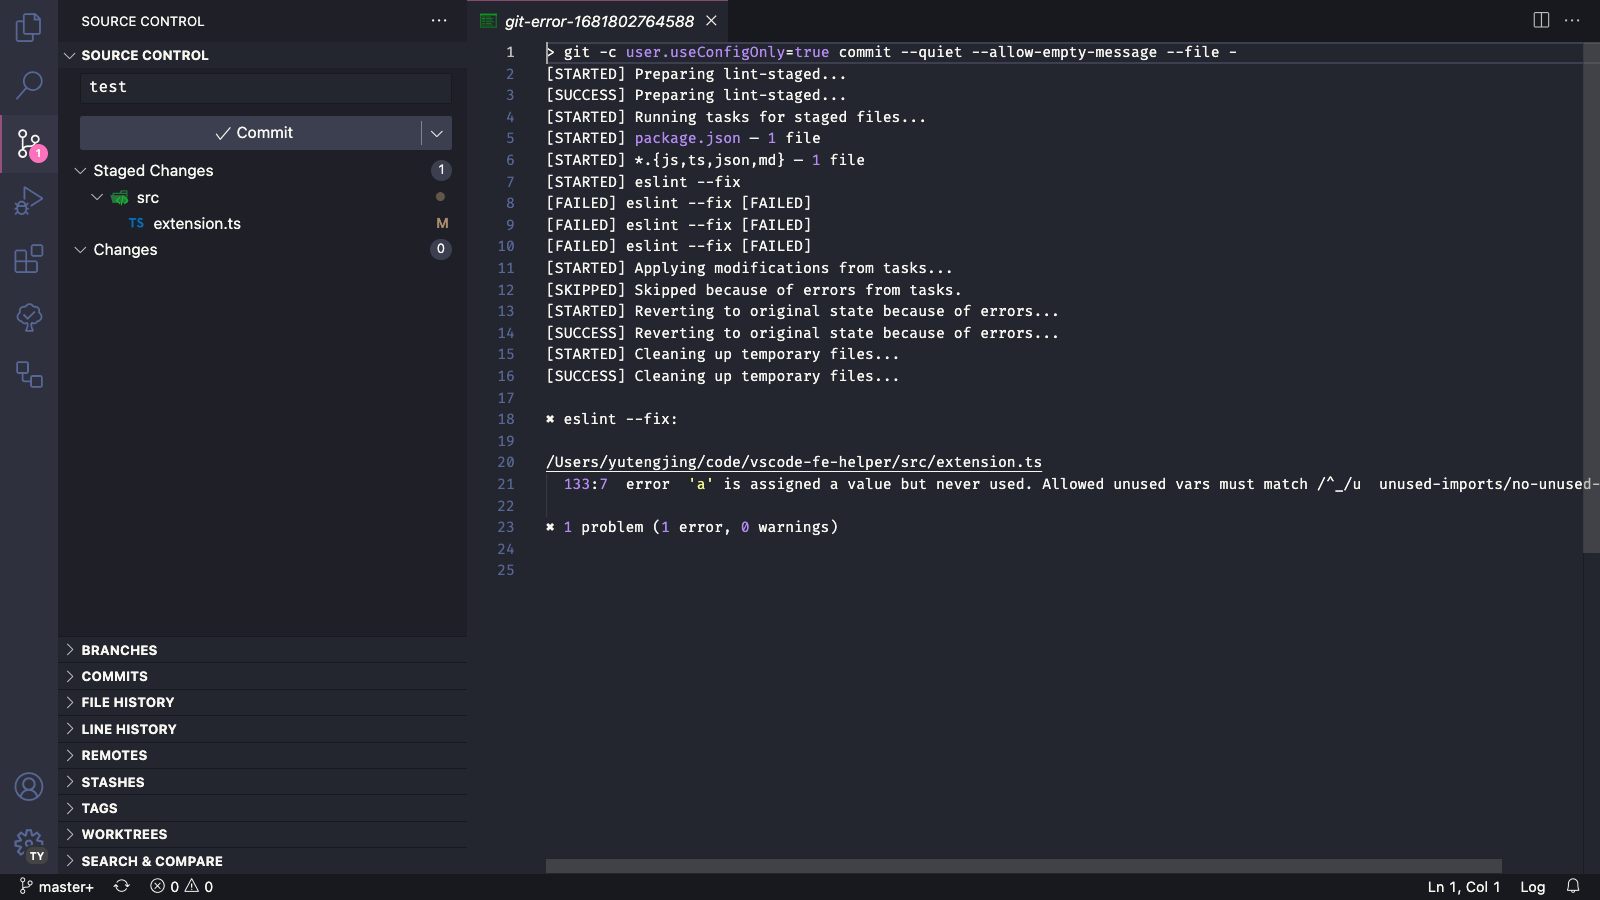 SOURCE CONTROL
SOURCE CONTROL
test
Commit
Staged Changes
1
src
TS extension.ts
M
Changes
0
BRANCHES
COMMITS
FILE HISTORY
LINE HISTORY
REMOTES
STASHES
TAGS
WORKTREES
SEARCH & COMPARE
1
TY
git-error-1681802764588
1 > git -c user.useConfigOnly=true commit --quiet --allow-empty-message --file -
2 [STARTED] Preparing lint-staged...
3 [SUCCESS] Preparing lint-staged...
4 [STARTED] Running tasks for staged files...
5 [STARTED] package.json — 1 file
6 [STARTED] *.{js,ts,json,md} — 1 file
7 [STARTED] eslint --fix
8 [FAILED] eslint --fix [FAILED]
9 [FAILED] eslint --fix [FAILED]
10 [FAILED] eslint --fix [FAILED]
11 [STARTED] Applying modifications from tasks...
12 [SKIPPED] Skipped because of errors from tasks.
13 [STARTED] Reverting to original state because of errors...
14 [SUCCESS] Reverting to original state because of errors...
15 [STARTED] Cleaning up temporary files...
16 [SUCCESS] Cleaning up temporary files...
17
18 ✖ eslint --fix:
19
20 /Users/yutengjing/code/vscode-fe-helper/src/extension.ts
21 133:7 error 'a' is assigned a value but never used. Allowed unused vars must match /^_/u unused-imports/no-unused-
22
23 ✖ 1 problem (1 error, 0 warnings)
24
25
master+
0
0
Ln 1, Col 1
Log